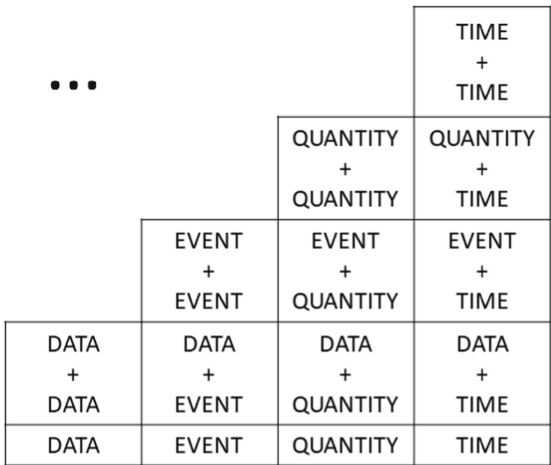 TIME
+
TIME
...
QUANTITY QUANTITY
+ +
QUANTITY TIME
EVENT EVENT EVENT
+ + +
EVENT QUANTITY TIME
DATA DATA DATA DATA
+ + + +
DATA EVENT QUANTITY TIME
DATA EVENT QUANTITY TIME